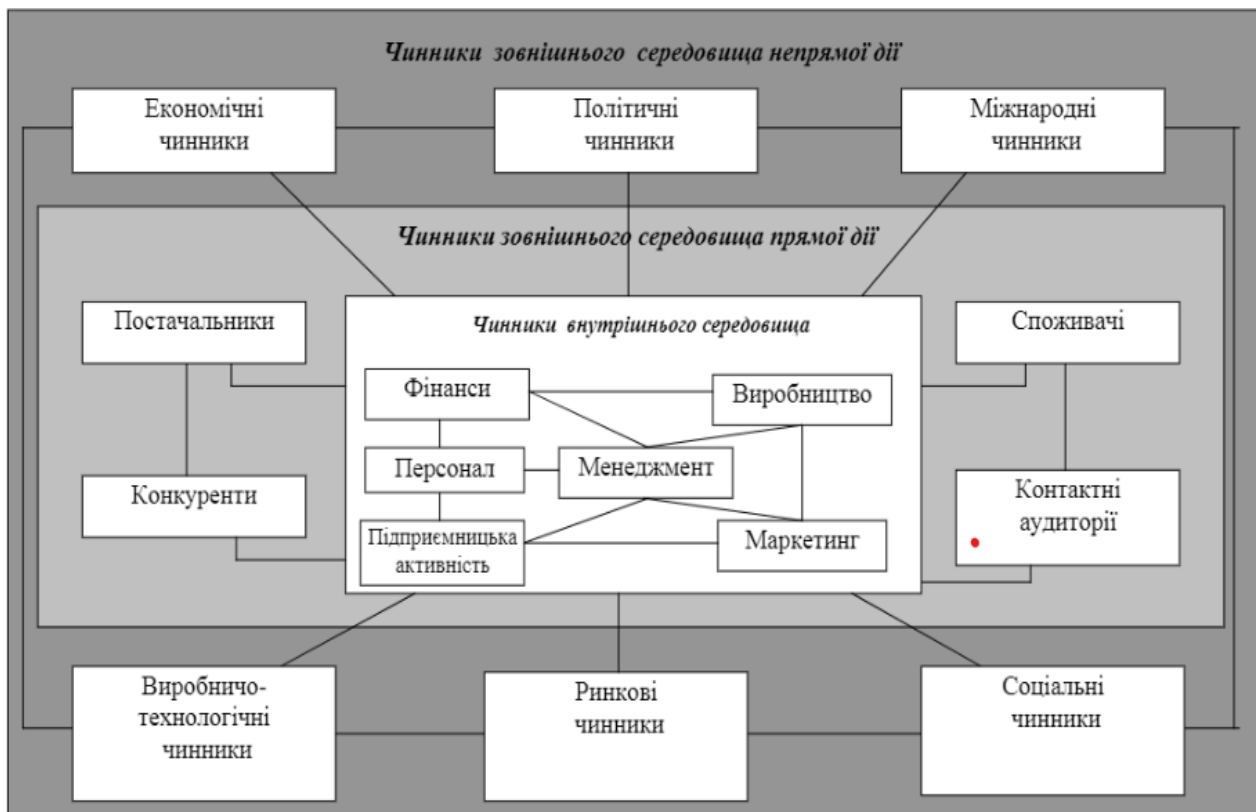 Чинники зовнішнього середовища непрямої дії
Економічні
чинники
Політичні
чинники
Міжнародні
чинники
Чинники зовнішнього середовища прямої дії
Постачальники
Чинники внутрішнього середовища
Споживачі
Фінанси
Виробництво
Персонал
Менеджмент
Конкуренти
Контактні
аудиторії
Підприємницька
активність
Маркетинг
Виробничо-
технологічні
чинники
Ринкові
чинники
Соціальні
чинники